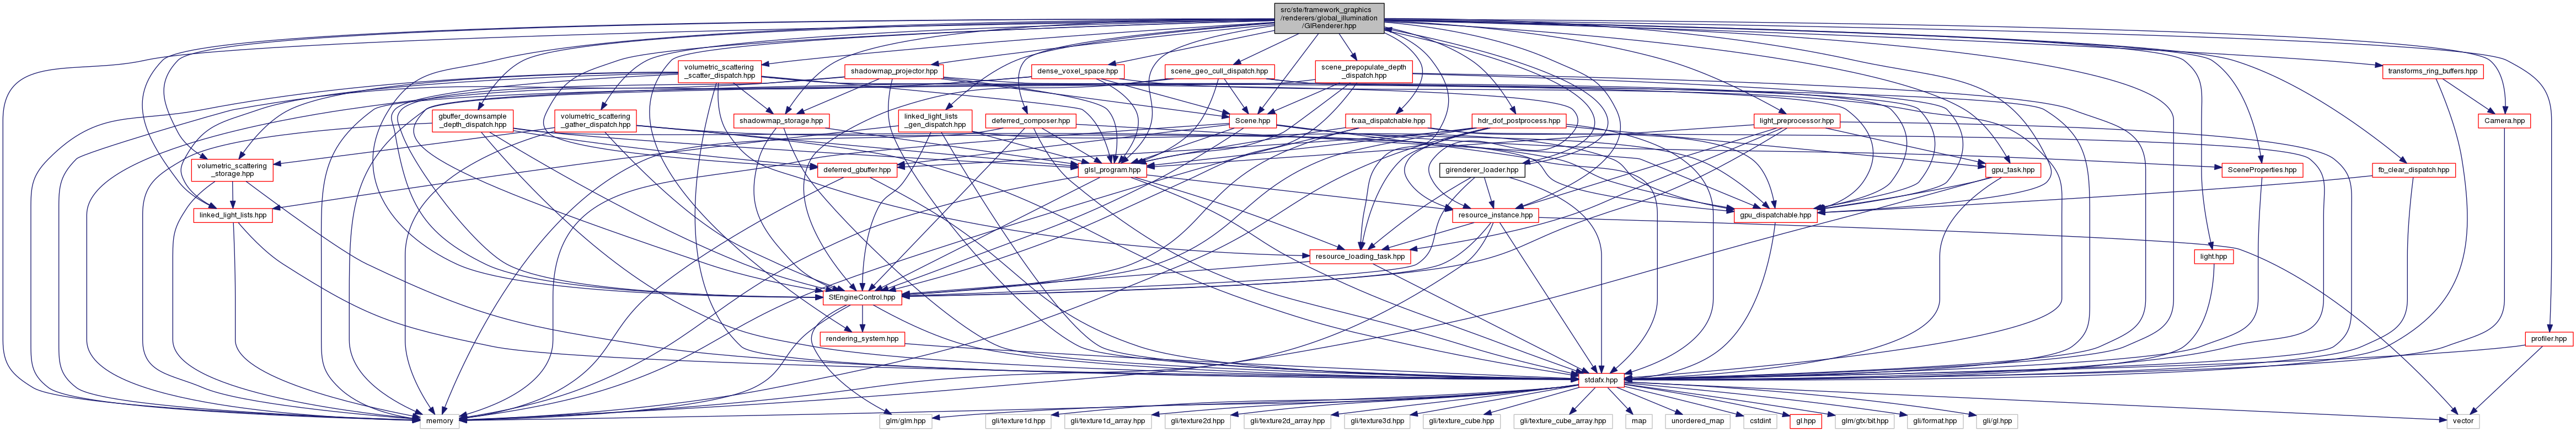 src/ste/framework_graphics
/renderers/global_illumination
/GIRenderer.hpp
volumetric_scattering
_scatter_dispatch.hpp
shadowmap_projector.hpp
dense_voxel_space.hpp
scene_geo_cull_dispatch.hpp
scene_prepopulate_depth
_dispatch.hpp
transforms_ring_buffers.hpp
gbuffer_downsample
_depth_dispatch.hpp
volumetric_scattering
_gather_dispatch.hpp
shadowmap_storage.hpp
linked_light_lists
_gen_dispatch.hpp
deferred_composer.hpp
Scene.hpp
fxaa_dispatchable.hpp
hdr_dof_postprocess.hpp
light_preprocessor.hpp
Camera.hpp
volumetric_scattering
_storage.hpp
deferred_gbuffer.hpp
glsl_program.hpp
girenderer_loader.hpp
gpu_task.hpp
SceneProperties.hpp
fb_clear_dispatch.hpp
linked_light_lists.hpp
resource_instance.hpp
gpu_dispatchable.hpp
resource_loading_task.hpp
light.hpp
StEngineControl.hpp
rendering_system.hpp
profiler.hpp
stdafx.hpp
memory
glm/glm.hpp
gli/texture1d.hpp
gli/texture1d_array.hpp
gli/texture2d.hpp
gli/texture2d_array.hpp
gli/texture3d.hpp
gli/texture_cube.hpp
gli/texture_cube_array.hpp
map
unordered_map
cstdint
gl.hpp
glm/gtx/bit.hpp
gli/format.hpp
gli/gl.hpp
vector